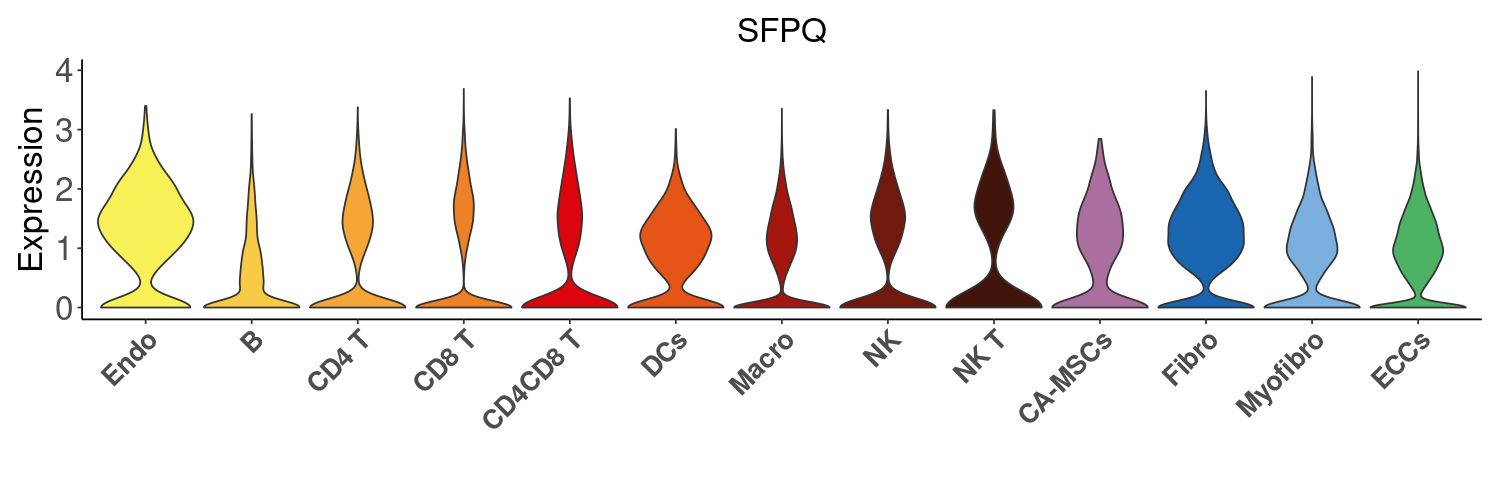 SFPQ
Expression
4
3
2
1
0
Endo
B
CD4 T
CD8 T
CD4CD8 T
DCs
Macro
NK
NK T
CA-MSCs
Fibro
Myofibro
ECCs